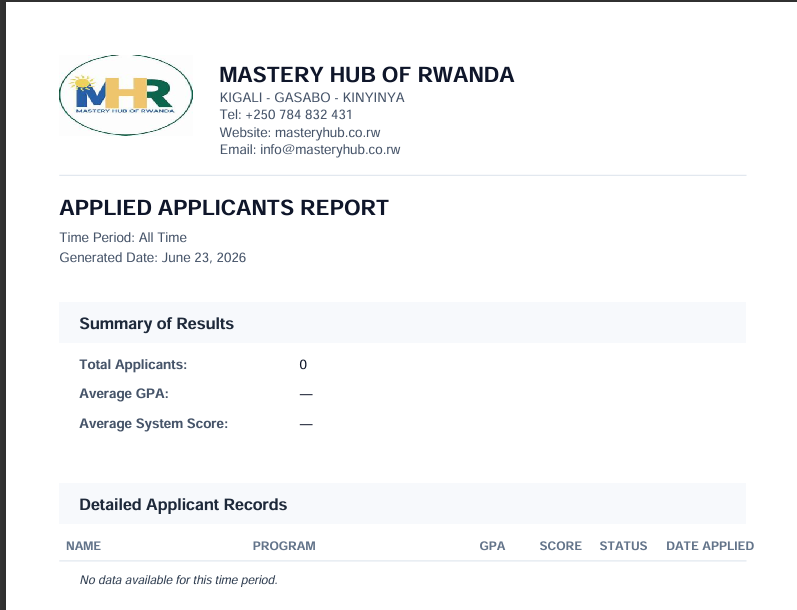 MHR
MASTERY HUB OF RWANDA
MASTERY HUB OF RWANDA
KIGALI - GASABO - KINYINYA
Tel: +250 784 832 431
Website: masteryhub.co.rw
Email: info@masteryhub.co.rw
APPLIED APPLICANTS REPORT
Time Period: All Time
Generated Date: June 23, 2026
Summary of Results
Total Applicants: 0
Average GPA: —
Average System Score: —
Detailed Applicant Records
NAME PROGRAM GPA SCORE STATUS DATE APPLIED
No data available for this time period.